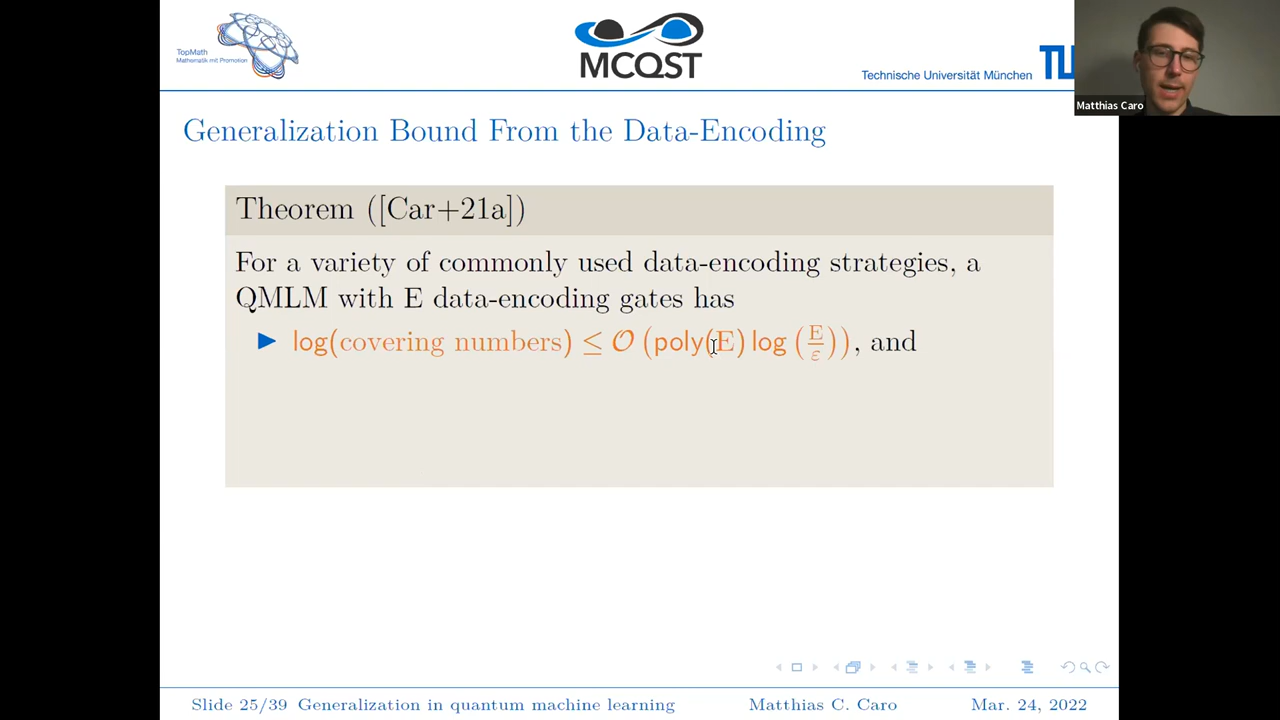 TopMath
Mathematik mit Promotion
MCQST
Technische Universität München
Matthias Caro
Generalization Bound From the Data-Encoding
Theorem ([Car+21a])
For a variety of commonly used data-encoding strategies, a
QMLM with E data-encoding gates has
▶ log(covering numbers) ≤ 𝒪 (poly(E) log (E/ε)), and
Slide 25/39 Generalization in quantum machine learning Matthias C. Caro Mar. 24, 2022